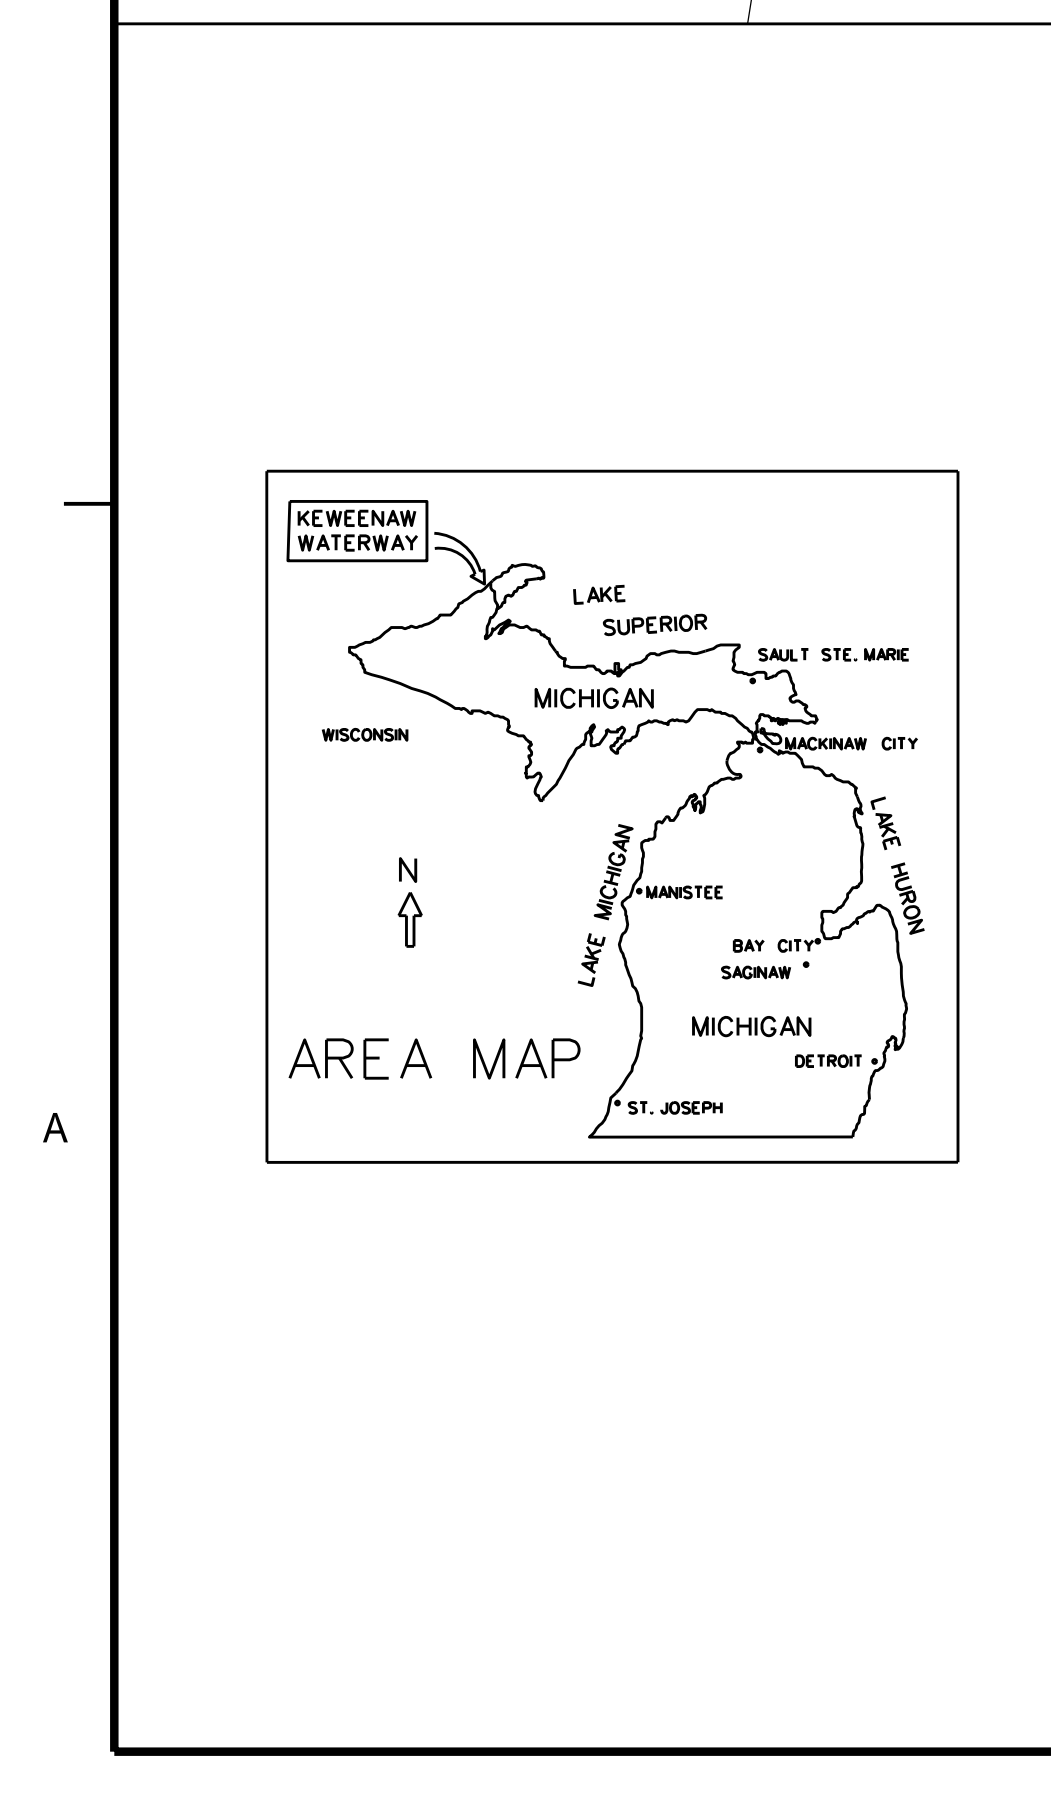 KEWEENAW
WATERWAY
LAKE
SUPERIOR
SAULT STE. MARIE
MICHIGAN
WISCONSIN
MACKINAW CITY
LAKE HURON
LAKE MICHIGAN
N
MANISTEE
BAY CITY
SAGINAW
MICHIGAN
AREA MAP
DETROIT
ST. JOSEPH
A